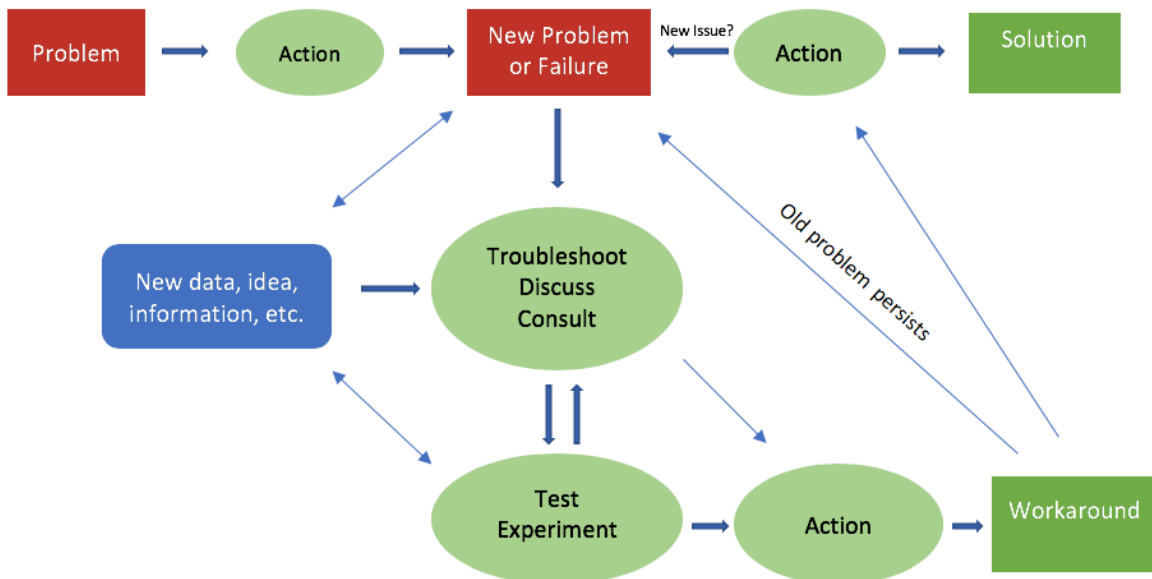 Problem
Action
New Problem
or Failure
New Issue?
Action
Solution
Old problem persists
New data, idea,
information, etc.
Troubleshoot
Discuss
Consult
Test
Experiment
Action
Workaround